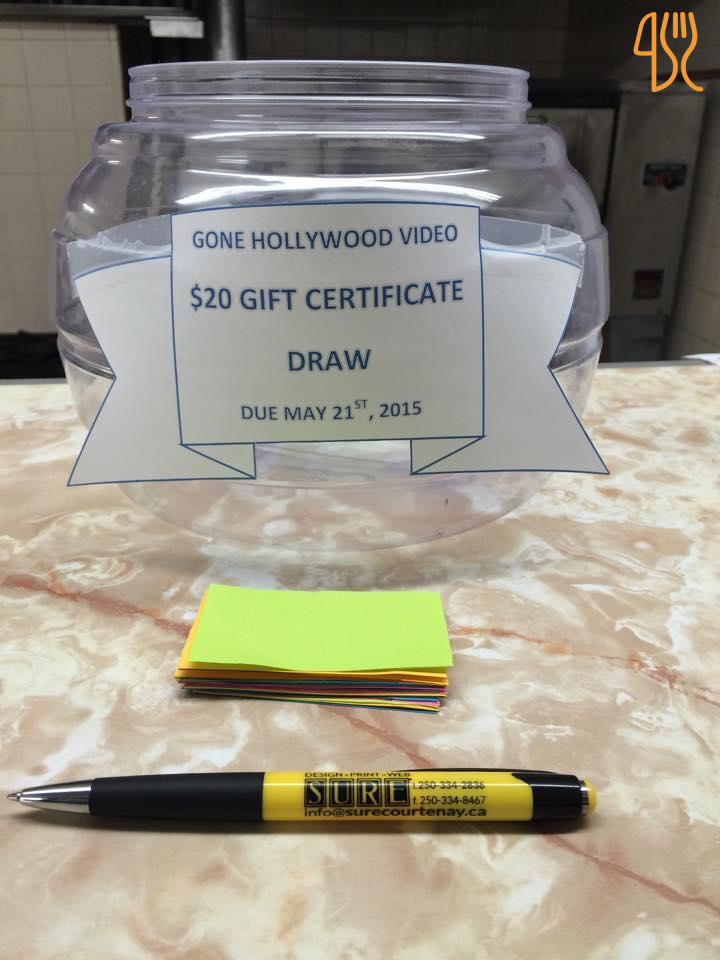 GONE HOLLYWOOD VIDEO
$20 GIFT CERTIFICATE
DRAW
DUE MAY 21ST, 2015
DESIGN - PRINT - WEB
SURE
t.250-334-2836
f.250-334-8467
info@surecourtenay.ca